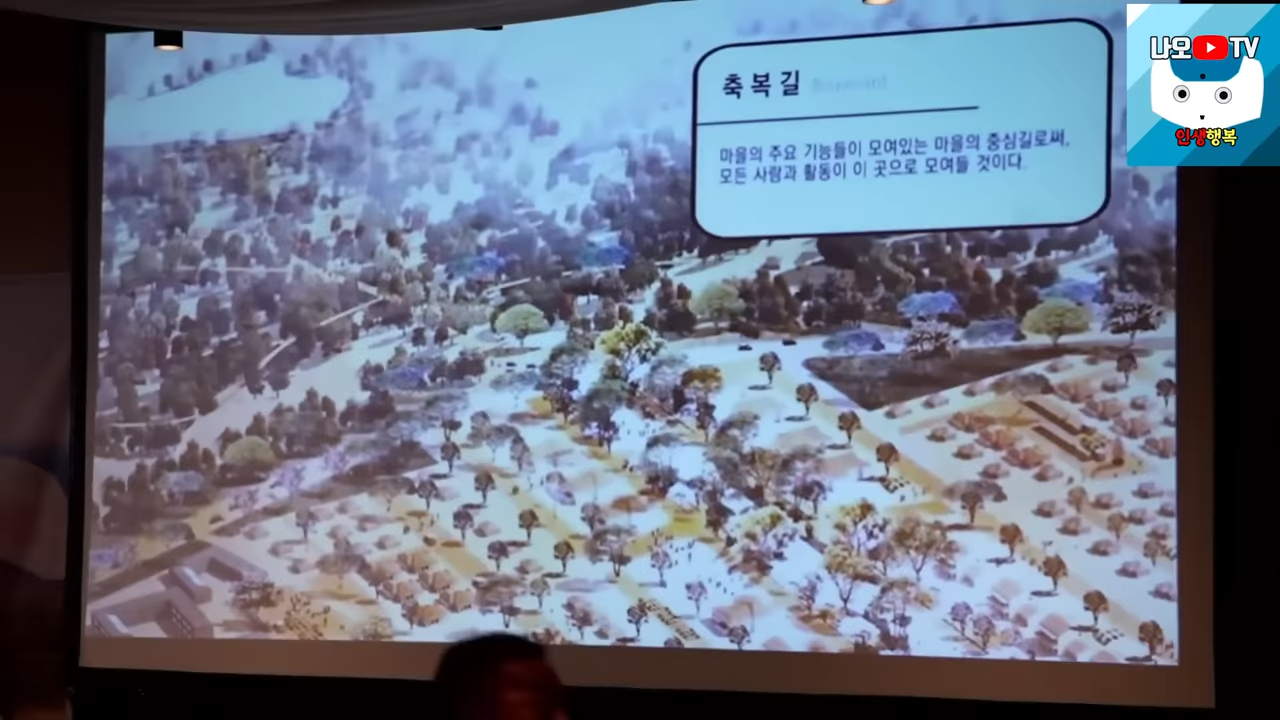 축복길
마을의 주요 기능들이 모여있는 마을의 중심길로써,
모든 사람과 활동이 이 곳으로 모여들 것이다.
나오 TV
인생행복